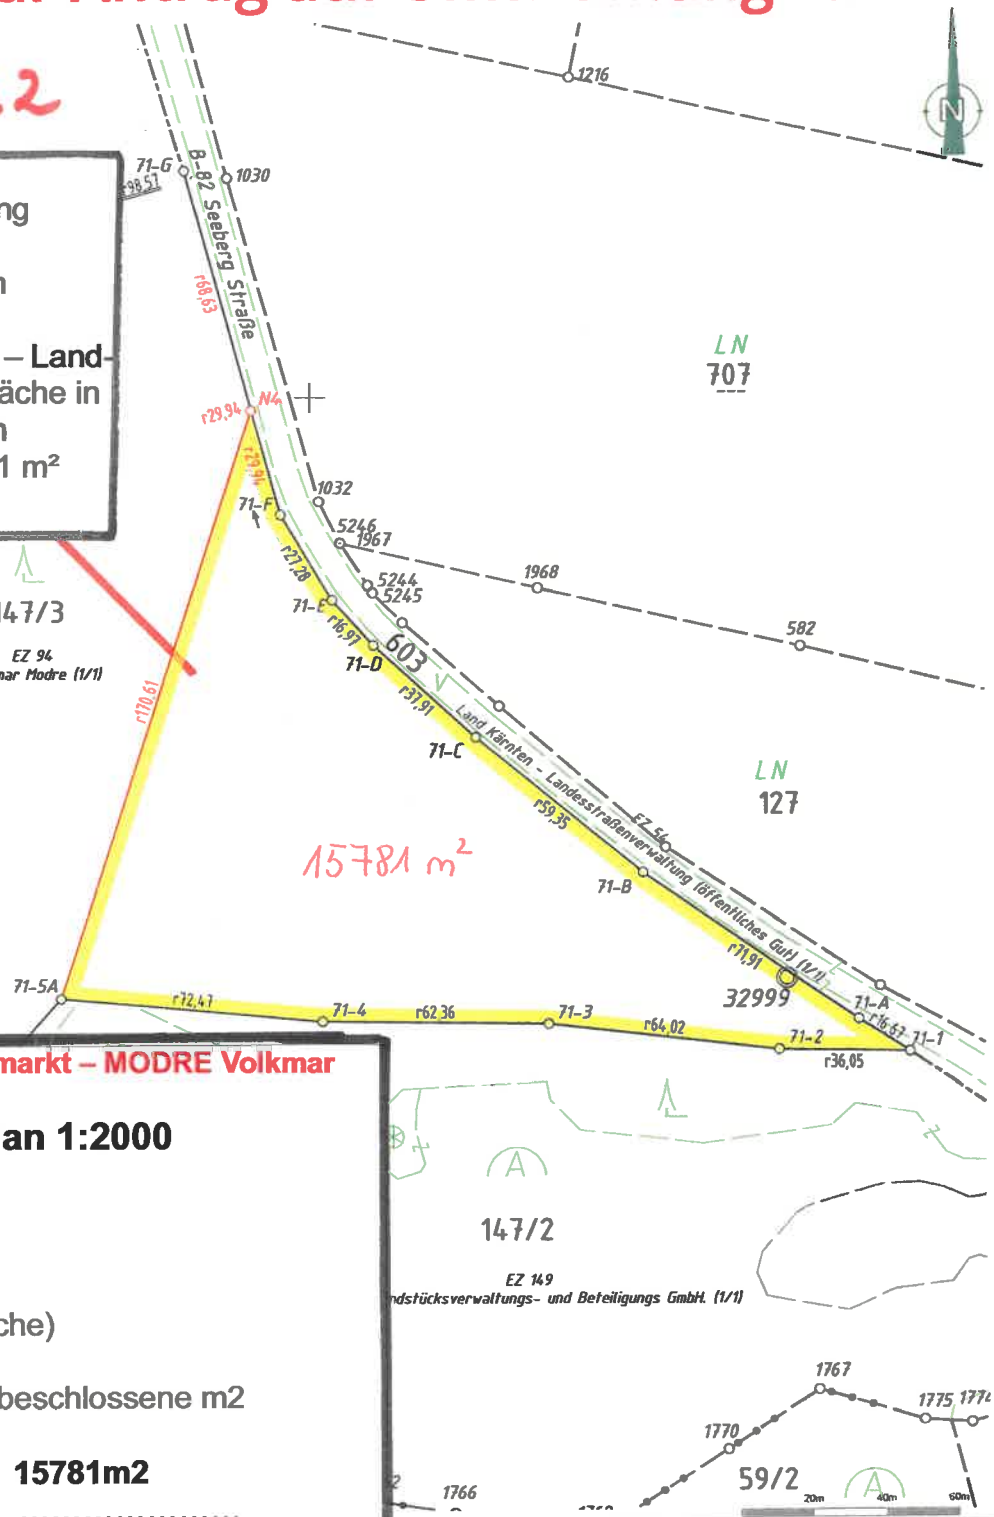 1216
N
.2
71-G
r98,57
1030
B-82 Seeberg Straße
r68,63
ng
– Land-
äche in
1 m²
LN
707
r29,94
N4
r29,94
1032
71-F
5246
1967
r27,28
5244
5245
1968
71-E
r16,97
582
147/3
EZ 94
mar Modre (1/1)
71-D
603
r37,91
r170,61
71-C
Land Kärnten - Landesstraßenverwaltung (öffentliches Gut) (1/1)
EZ 54
LN
127
r59,35
15781 m²
71-B
r71,91
32999
71-A
r16,67
71-1
71-5A
r72,47
71-4
r62,36
71-3
r64,02
71-2
r36,05
markt – MODRE Volkmar
an 1:2000
A
147/2
EZ 149
ndstücksverwaltungs- und Beteiligungs GmbH. (1/1)
che)
beschlossene m2
15781m2
1767
1775
1774
1770
59/2
A
1766
20m
40m
60m